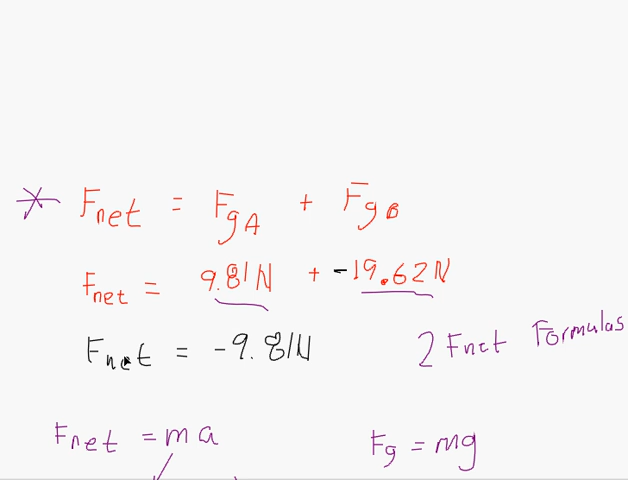 * Fnet = FgA + FgB
Fnet = 9.81N + -19.62N
Fnet = -9.81N
2 Fnet Formulas
Fnet = ma
Fg = mg